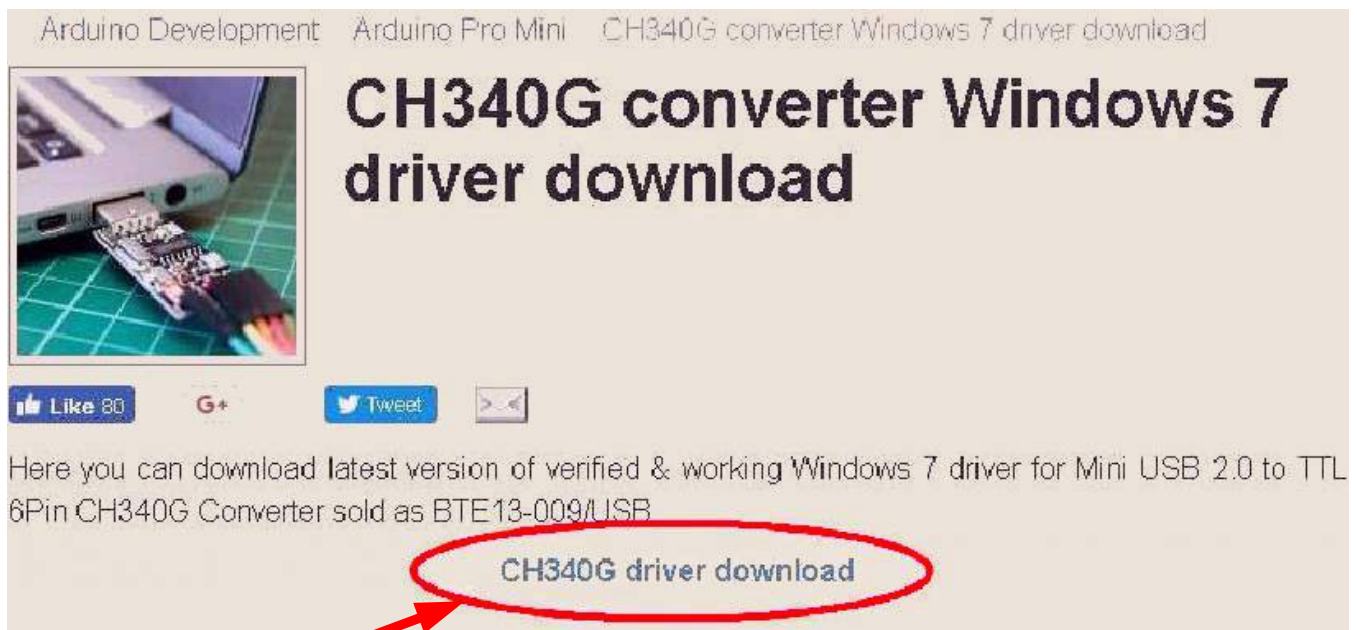 Arduino Development Arduino Pro Mini CH340G converter Windows 7 driver download
CH340G converter Windows 7
driver download
Like 80 G+ Tweet
Here you can download latest version of verified & working Windows 7 driver for Mini USB 2.0 to TTL
6Pin CH340G Converter sold as BTE13-009/USB
CH340G driver download